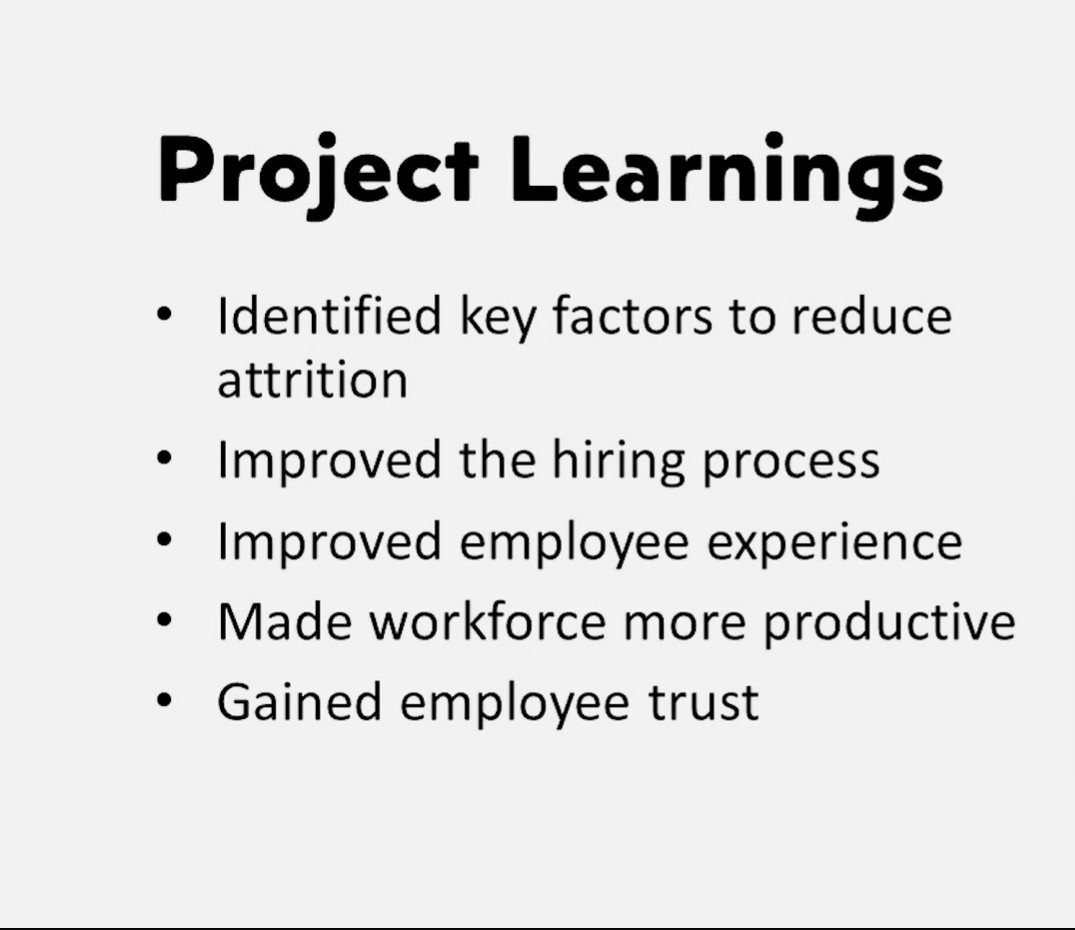 Project Learnings
• Identified key factors to reduce
attrition
• Improved the hiring process
• Improved employee experience
• Made workforce more productive
• Gained employee trust